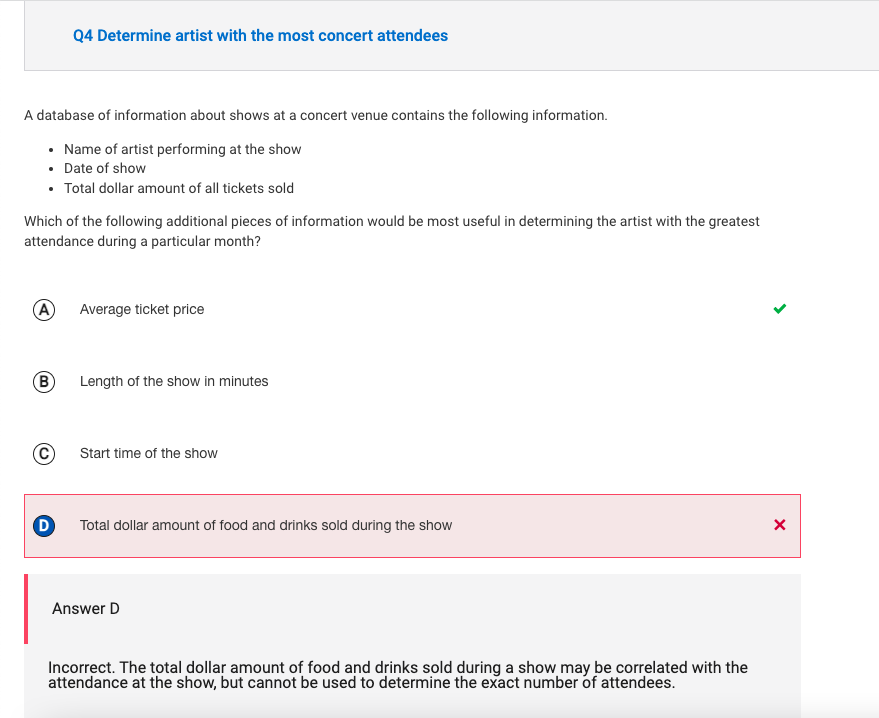 Q4 Determine artist with the most concert attendees
A database of information about shows at a concert venue contains the following information.
• Name of artist performing at the show
• Date of show
• Total dollar amount of all tickets sold
Which of the following additional pieces of information would be most useful in determining the artist with the greatest
attendance during a particular month?
A Average ticket price
B Length of the show in minutes
C Start time of the show
D Total dollar amount of food and drinks sold during the show
Answer D
Incorrect. The total dollar amount of food and drinks sold during a show may be correlated with the
attendance at the show, but cannot be used to determine the exact number of attendees.